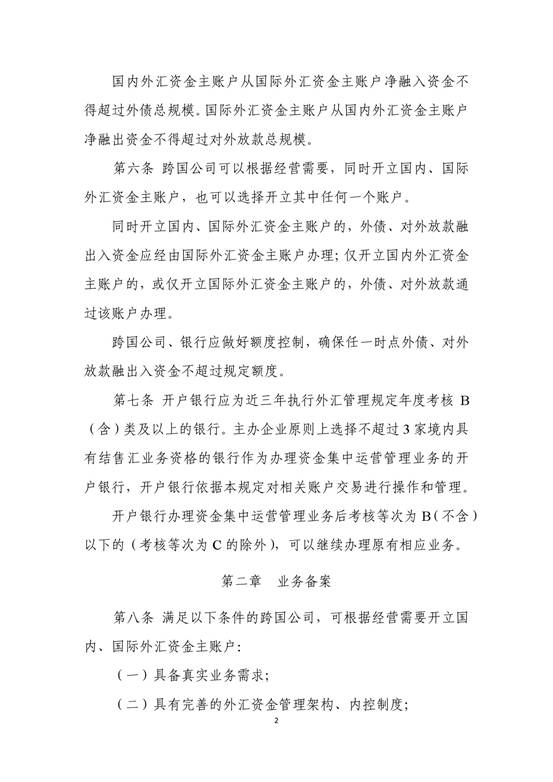 国内外汇资金主账户从国际外汇资金主账户净融入资金不
得超过外债总规模。国际外汇资金主账户从国内外汇资金主账户
净融出资金不得超过对外放款总规模。
第六条 跨国公司可以根据经营需要，同时开立国内、国际
外汇资金主账户，也可以选择开立其中任何一个账户。
同时开立国内、国际外汇资金主账户的，外债、对外放款融
出入资金应经由国际外汇资金主账户办理；仅开立国内外汇资金
主账户的，或仅开立国际外汇资金主账户的，外债、对外放款通
过该账户办理。
跨国公司、银行应做好额度控制，确保任一时点外债、对外
放款融出入资金不超过规定额度。
第七条 开户银行应为近三年执行外汇管理规定年度考核 B
（含）类及以上的银行。主办企业原则上选择不超过 3 家境内具
有结售汇业务资格的银行作为办理资金集中运营管理业务的开
户银行，开户银行依据本规定对相关账户交易进行操作和管理。
开户银行办理资金集中运营管理业务后考核等次为 B（不含）
以下的（考核等次为 C 的除外），可以继续办理原有相应业务。
第二章 业务备案
第八条 满足以下条件的跨国公司，可根据经营需要开立国
内、国际外汇资金主账户：
（一）具备真实业务需求；
（二）具有完善的外汇资金管理架构、内控制度；
2